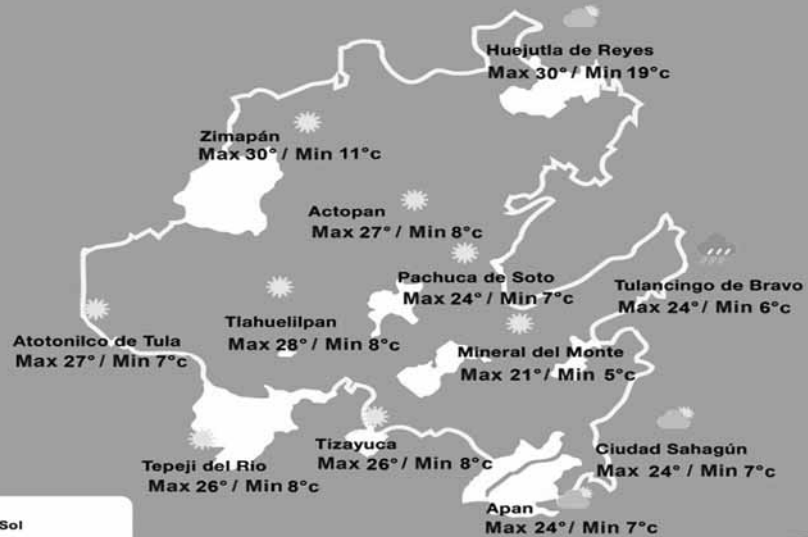 Huejutla de Reyes
Max 30° / Min 19°c
Zimapán
Max 30° / Min 11°c
Actopan
Max 27° / Min 8°c
Pachuca de Soto
Max 24° / Min 7°c
Tulancingo de Bravo
Max 24° / Min 6°c
Atotonilco de Tula
Max 27° / Min 7°c
Tlahuelilpan
Max 28° / Min 8°c
Mineral del Monte
Max 21° / Min 5°c
Tepeji del Rio
Max 26° / Min 8°c
Tizayuca
Max 26° / Min 8°c
Ciudad Sahagún
Max 24° / Min 7°c
Apan
Max 24° / Min 7°c
Sol